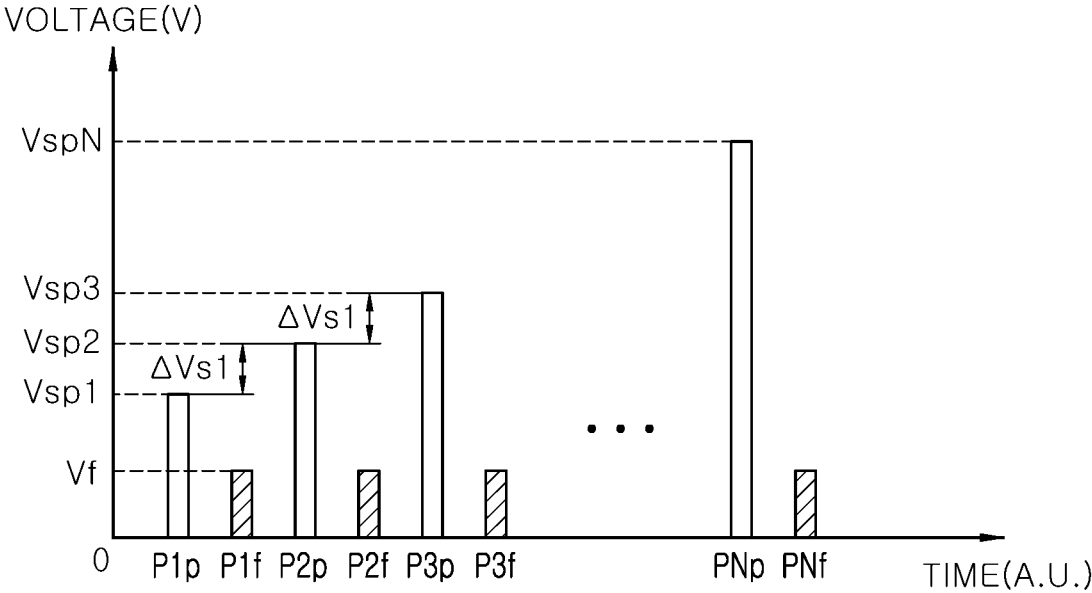 VOLTAGE(V)
VspN
Vsp3
ΔVs1
Vsp2
ΔVs1
Vsp1
Vf
0
P1p P1f P2p P2f P3p P3f PNp PNf
TIME(A.U.)